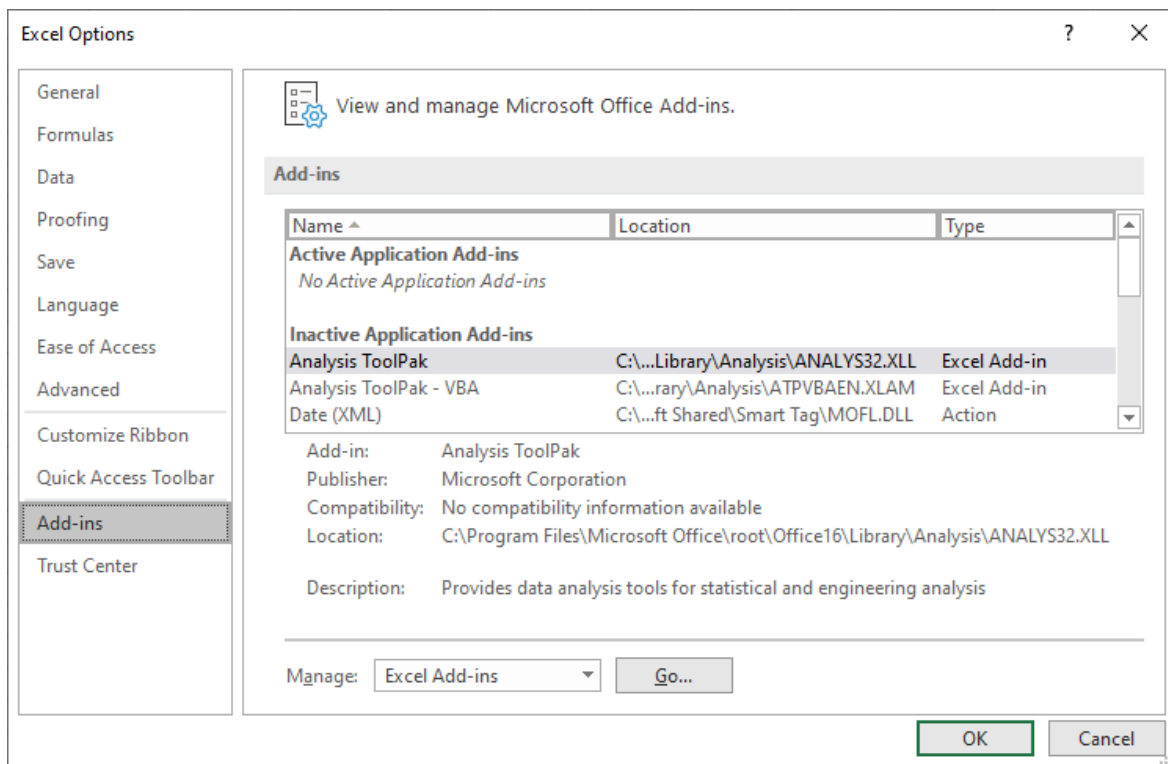 Excel Options ?
General
Formulas
Data
Proofing
Save
Language
Ease of Access
Advanced
Customize Ribbon
Quick Access Toolbar
Add-ins
Trust Center
View and manage Microsoft Office Add-ins.
Add-ins
Name Location Type
Active Application Add-ins
No Active Application Add-ins
Inactive Application Add-ins
Analysis ToolPak C:\...Library\Analysis\ANALYS32.XLL Excel Add-in
Analysis ToolPak - VBA C:\...rary\Analysis\ATPVBAEN.XLAM Excel Add-in
Date (XML) C:\...ft Shared\Smart Tag\MOFL.DLL Action
Add-in: Analysis ToolPak
Publisher: Microsoft Corporation
Compatibility: No compatibility information available
Location: C:\Program Files\Microsoft Office\root\Office16\Library\Analysis\ANALYS32.XLL
Description: Provides data analysis tools for statistical and engineering analysis
Manage: Excel Add-ins Go...
OK Cancel